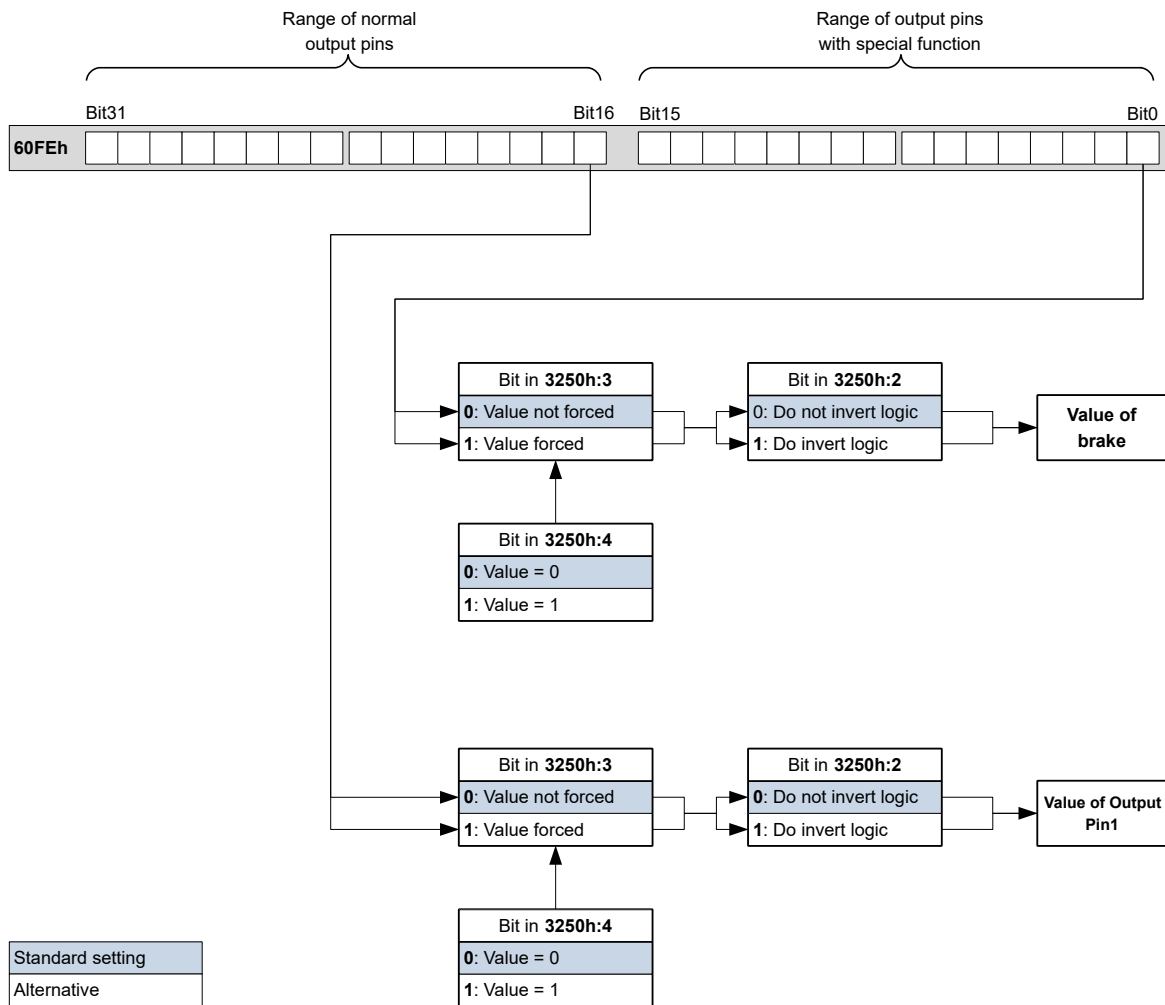 Range of normal
output pins
Range of output pins
with special function
Bit31
Bit16
Bit15
Bit0
60FEh
Bit in 3250h:3
0: Value not forced
1: Value forced
Bit in 3250h:2
0: Do not invert logic
1: Do invert logic
Value of
brake
Bit in 3250h:4
0: Value = 0
1: Value = 1
Bit in 3250h:3
0: Value not forced
1: Value forced
Bit in 3250h:2
0: Do not invert logic
1: Do invert logic
Value of Output
Pin1
Bit in 3250h:4
0: Value = 0
1: Value = 1
Standard setting
Alternative